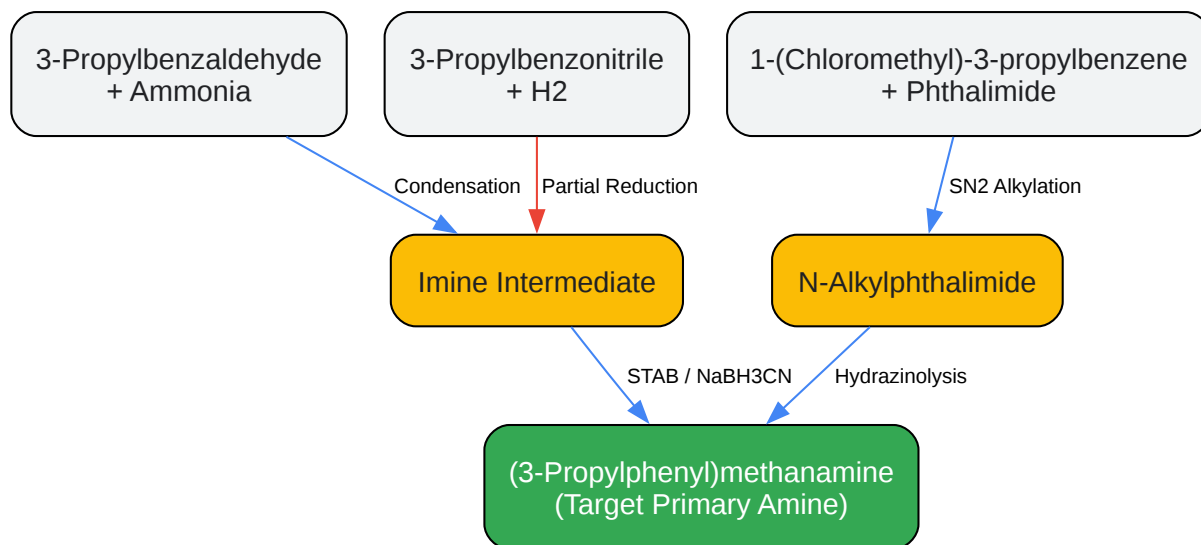 3-Propylbenzaldehyde
+ Ammonia
3-Propylbenzonitrile
+ H2
1-(Chloromethyl)-3-propylbenzene
+ Phthalimide
Condensation
Partial Reduction
SN2 Alkylation
Imine Intermediate
N-Alkylphthalimide
STAB / NaBH3CN
Hydrazinolysis
(3-Propylphenyl)methanamine
(Target Primary Amine)